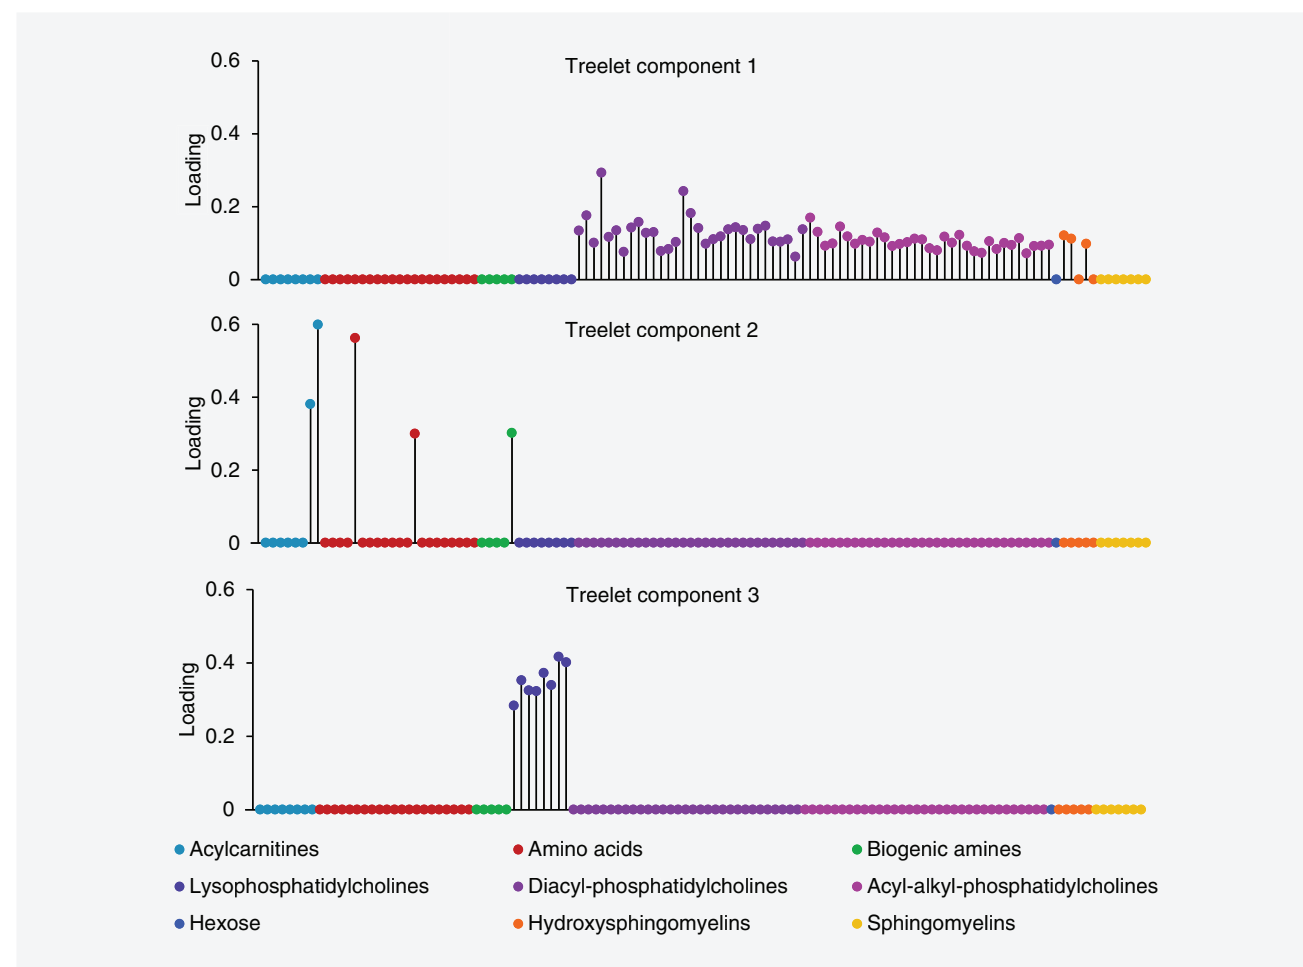 Treelet component 1
Loading
0.6
0.4
0.2
0
Treelet component 2
Loading
0.6
0.4
0.2
0
Treelet component 3
Loading
0.6
0.4
0.2
0
Acylcarnitines
Amino acids
Biogenic amines
Lysophosphatidylcholines
Diacyl-phosphatidylcholines
Acyl-alkyl-phosphatidylcholines
Hexose
Hydroxysphingomyelins
Sphingomyelins